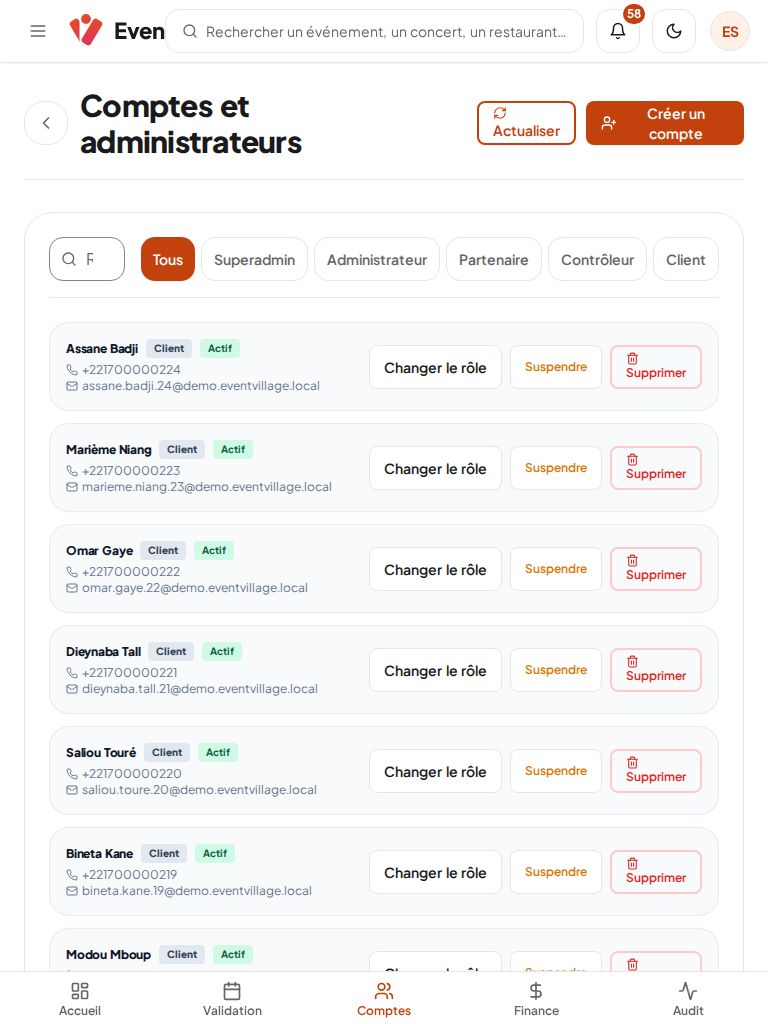 Even
Rechercher un événement, un concert, un restaurant...
58
ES
Comptes et
administrateurs
Actualiser
Créer un
compte
Tous
Superadmin
Administrateur
Partenaire
Contrôleur
Client
Assane Badji Client Actif
+221700000224
assane.badji.24@demo.eventvillage.local
Changer le rôle
Suspendre
Supprimer
Marième Niang Client Actif
+221700000223
marieme.niang.23@demo.eventvillage.local
Changer le rôle
Suspendre
Supprimer
Omar Gaye Client Actif
+221700000222
omar.gaye.22@demo.eventvillage.local
Changer le rôle
Suspendre
Supprimer
Dieynaba Tall Client Actif
+221700000221
dieynaba.tall.21@demo.eventvillage.local
Changer le rôle
Suspendre
Supprimer
Saliou Touré Client Actif
+221700000220
saliou.toure.20@demo.eventvillage.local
Changer le rôle
Suspendre
Supprimer
Bineta Kane Client Actif
+221700000219
bineta.kane.19@demo.eventvillage.local
Changer le rôle
Suspendre
Supprimer
Modou Mboup Client Actif
Accueil
Validation
Comptes
Finance
Audit